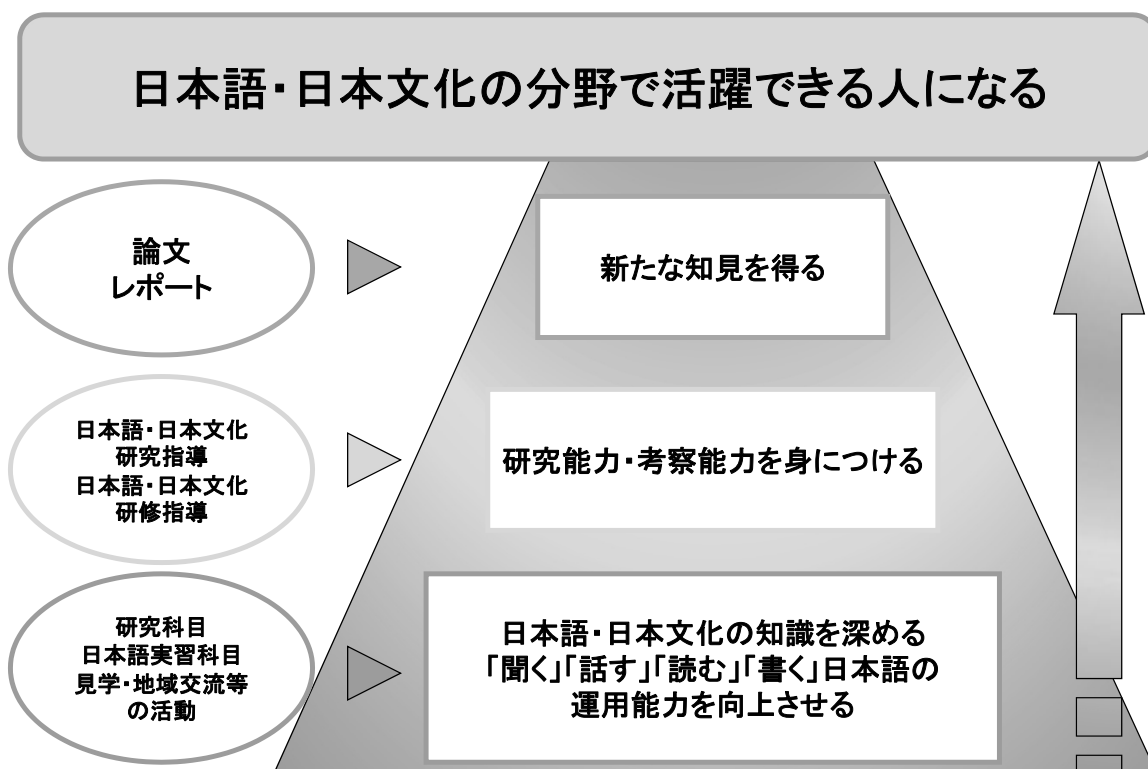 日本語・日本文化の分野で活躍できる人になる
論文
レポート
新たな知見を得る
日本語・日本文化
研究指導
日本語・日本文化
研修指導
研究能力・考察能力を身につける
研究科目
日本語実習科目
見学・地域交流等
の活動
日本語・日本文化の知識を深める
「聞く」「話す」「読む」「書く」日本語の
運用能力を向上させる